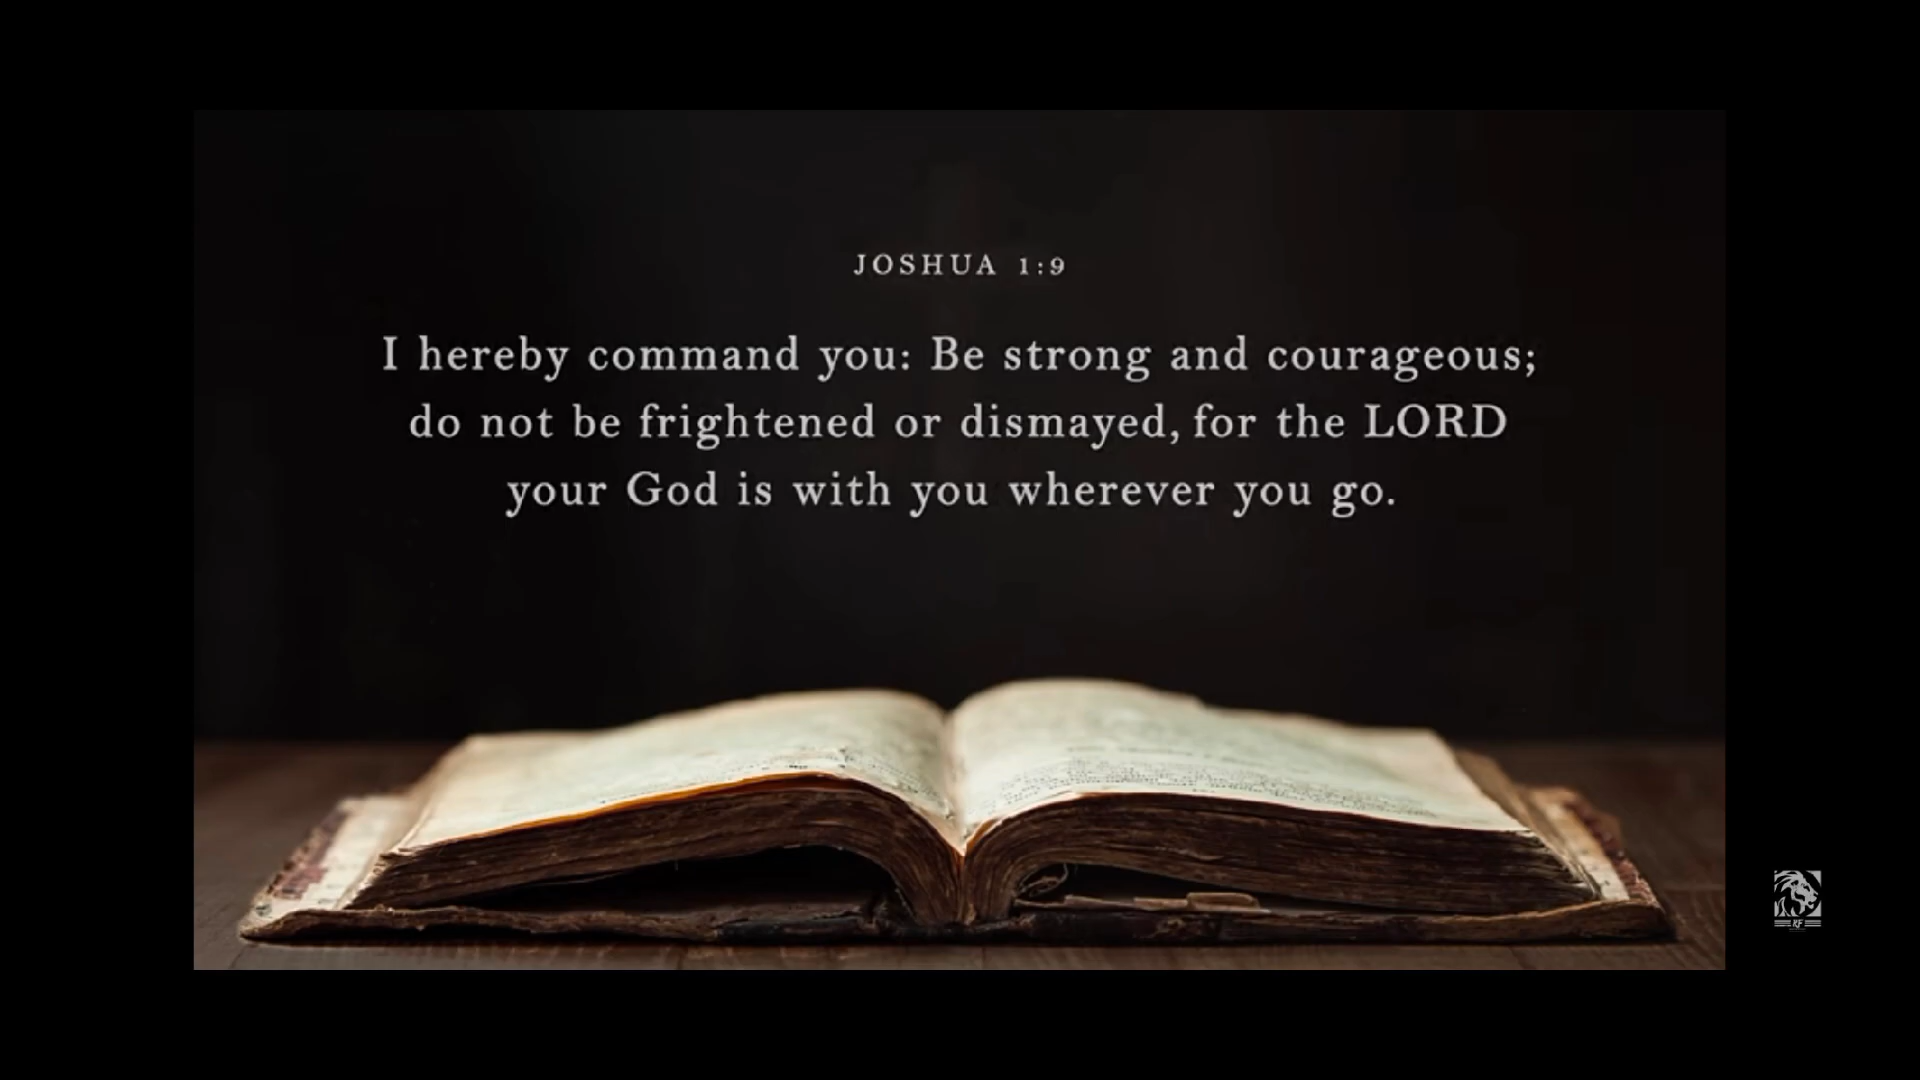 JOSHUA 1:9
I hereby command you: Be strong and courageous;
do not be frightened or dismayed, for the LORD
your God is with you wherever you go.
KF